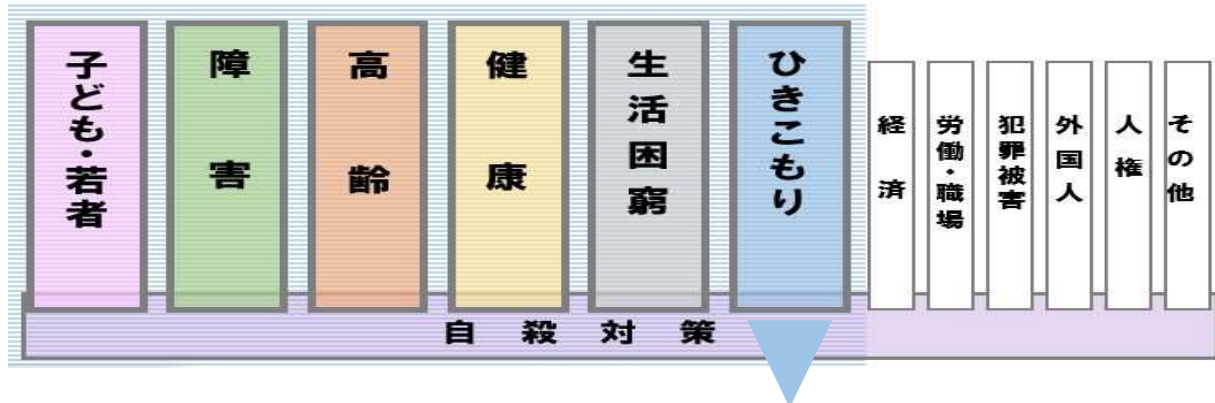 子ども・若者
障害
高齢
健康
生活困窮
ひきこもり
経済
労働・職場
犯罪被害
外国人
人権
その他
自殺対策